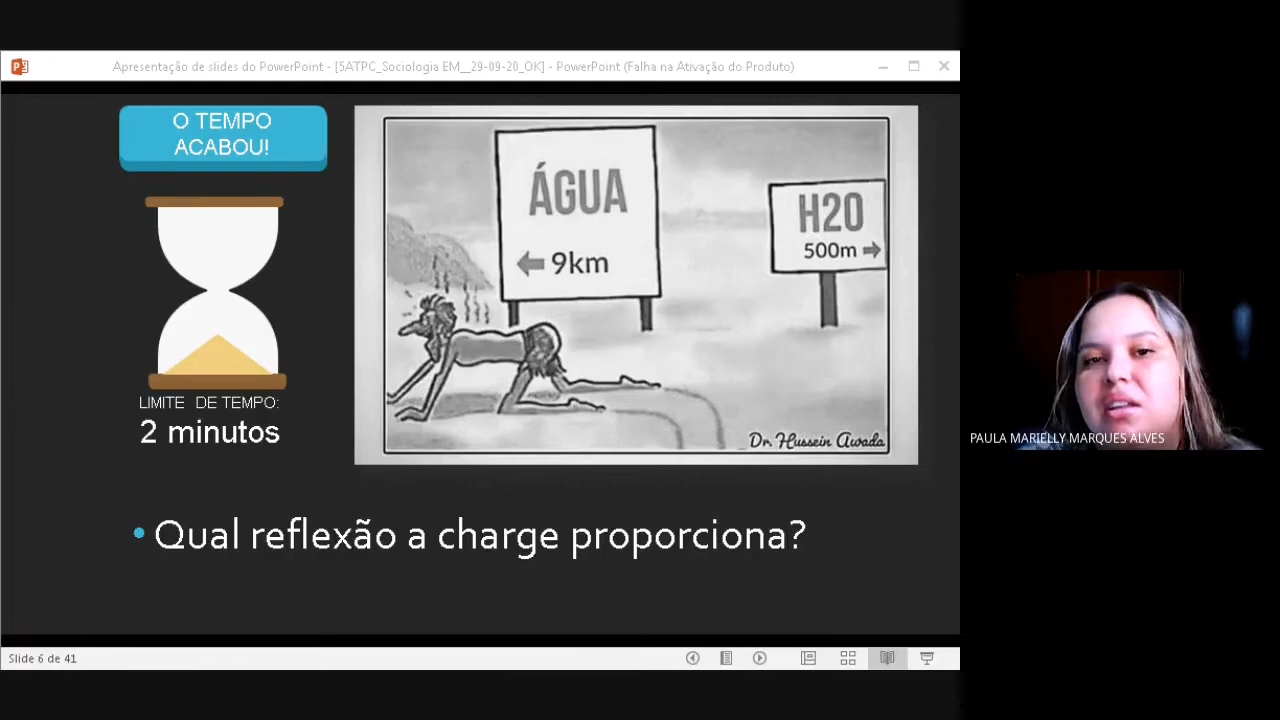 Apresentação de slides do PowerPoint - [5ATPC_Sociologia EM__29-09-20_OK] - PowerPoint (Falha na Ativação do Produto)
O TEMPO
ACABOU!
LIMITE DE TEMPO:
2 minutos
ÁGUA
9km
H20
500m
Dr. Hussein Awada
• Qual reflexão a charge proporciona?
PAULA MARIELLY MARQUES ALVES
Slide 6 de 41